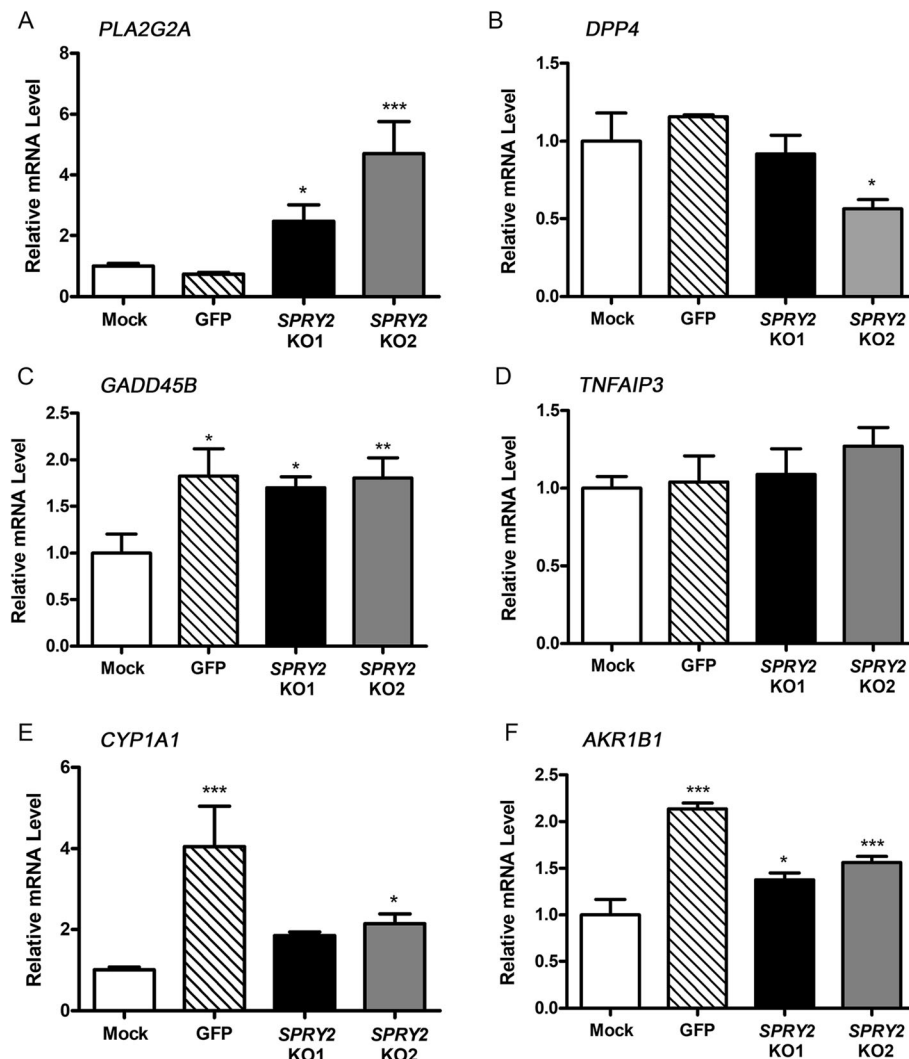 A PLA2G2A
Relative mRNA Level
8
6
4
2
0
*
***
Mock GFP SPRY2 KO1 SPRY2 KO2
B DPP4
Relative mRNA Level
1.5
1.0
0.5
0.0
*
Mock GFP SPRY2 KO1 SPRY2 KO2
C GADD45B
Relative mRNA Level
2.5
2.0
1.5
1.0
0.5
0.0
*
*
**
Mock GFP SPRY2 KO1 SPRY2 KO2
D TNFAIP3
Relative mRNA Level
1.5
1.0
0.5
0.0
Mock GFP SPRY2 KO1 SPRY2 KO2
E CYP1A1
Relative mRNA Level
6
4
2
0
***
*
Mock GFP SPRY2 KO1 SPRY2 KO2
F AKR1B1
Relative mRNA Level
2.5
2.0
1.5
1.0
0.5
0.0
***
*
***
Mock GFP SPRY2 KO1 SPRY2 KO2